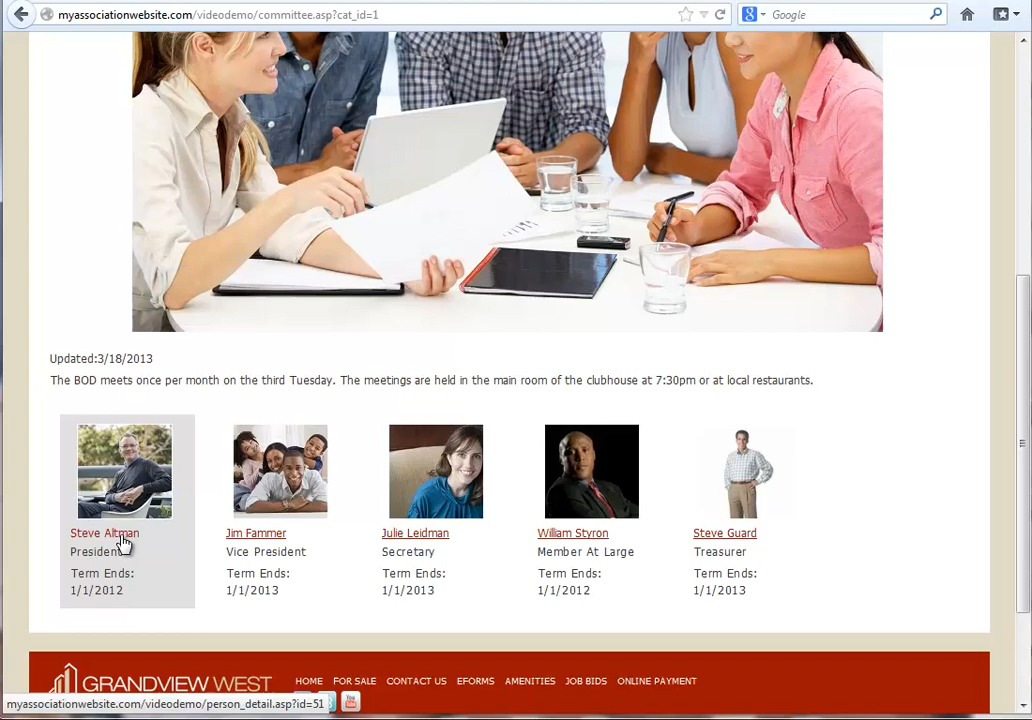 myassociationwebsite.com/videodemo/committee.asp?cat_id=1
Google
Updated:3/18/2013
The BOD meets once per month on the third Tuesday. The meetings are held in the main room of the clubhouse at 7:30pm or at local restaurants.
Steve Altman
President
Term Ends:
1/1/2012
Jim Fammer
Vice President
Term Ends:
1/1/2013
Julie Leidman
Secretary
Term Ends:
1/1/2013
William Styron
Member At Large
Term Ends:
1/1/2012
Steve Guard
Treasurer
Term Ends:
1/1/2013
GRANDVIEW WEST
HOME FOR SALE CONTACT US EFORMS AMENITIES JOB BIDS ONLINE PAYMENT
myassociationwebsite.com/videodemo/person_detail.asp?id=51